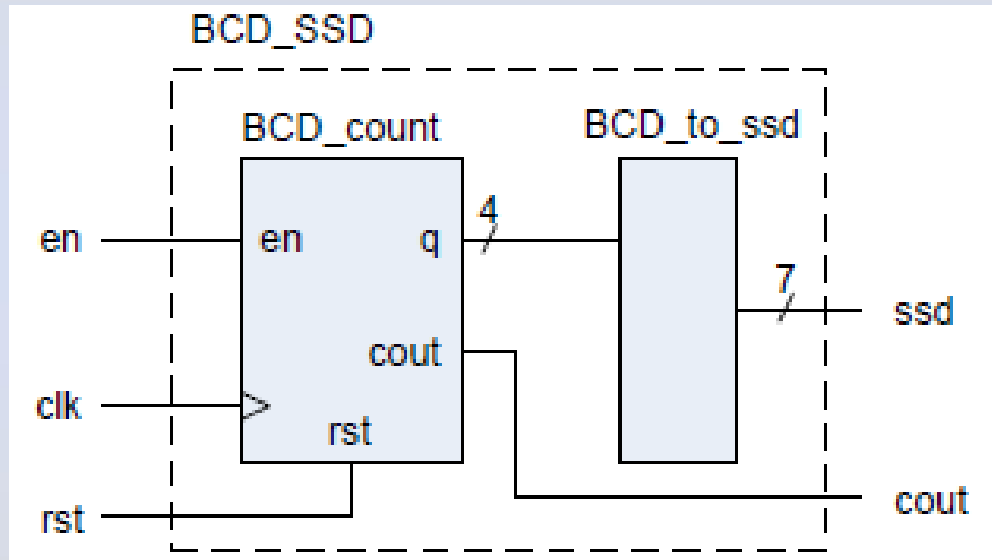 BCD_SSD
BCD_count
BCD_to_ssd
en
en
q
4
7
ssd
cout
clk
rst
rst
cout